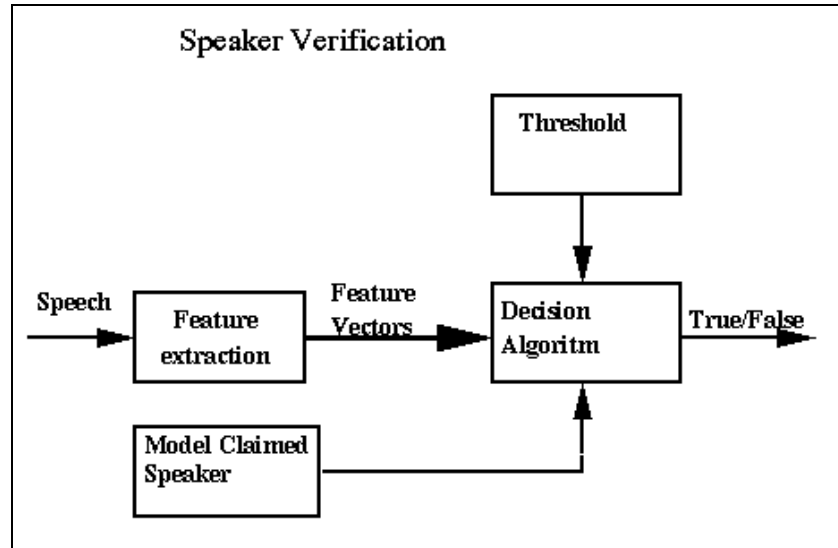 Speaker Verification
Threshold
Speech
Feature
extraction
Feature
Vectors
Decision
Algoritm
True/False
Model Claimed
Speaker